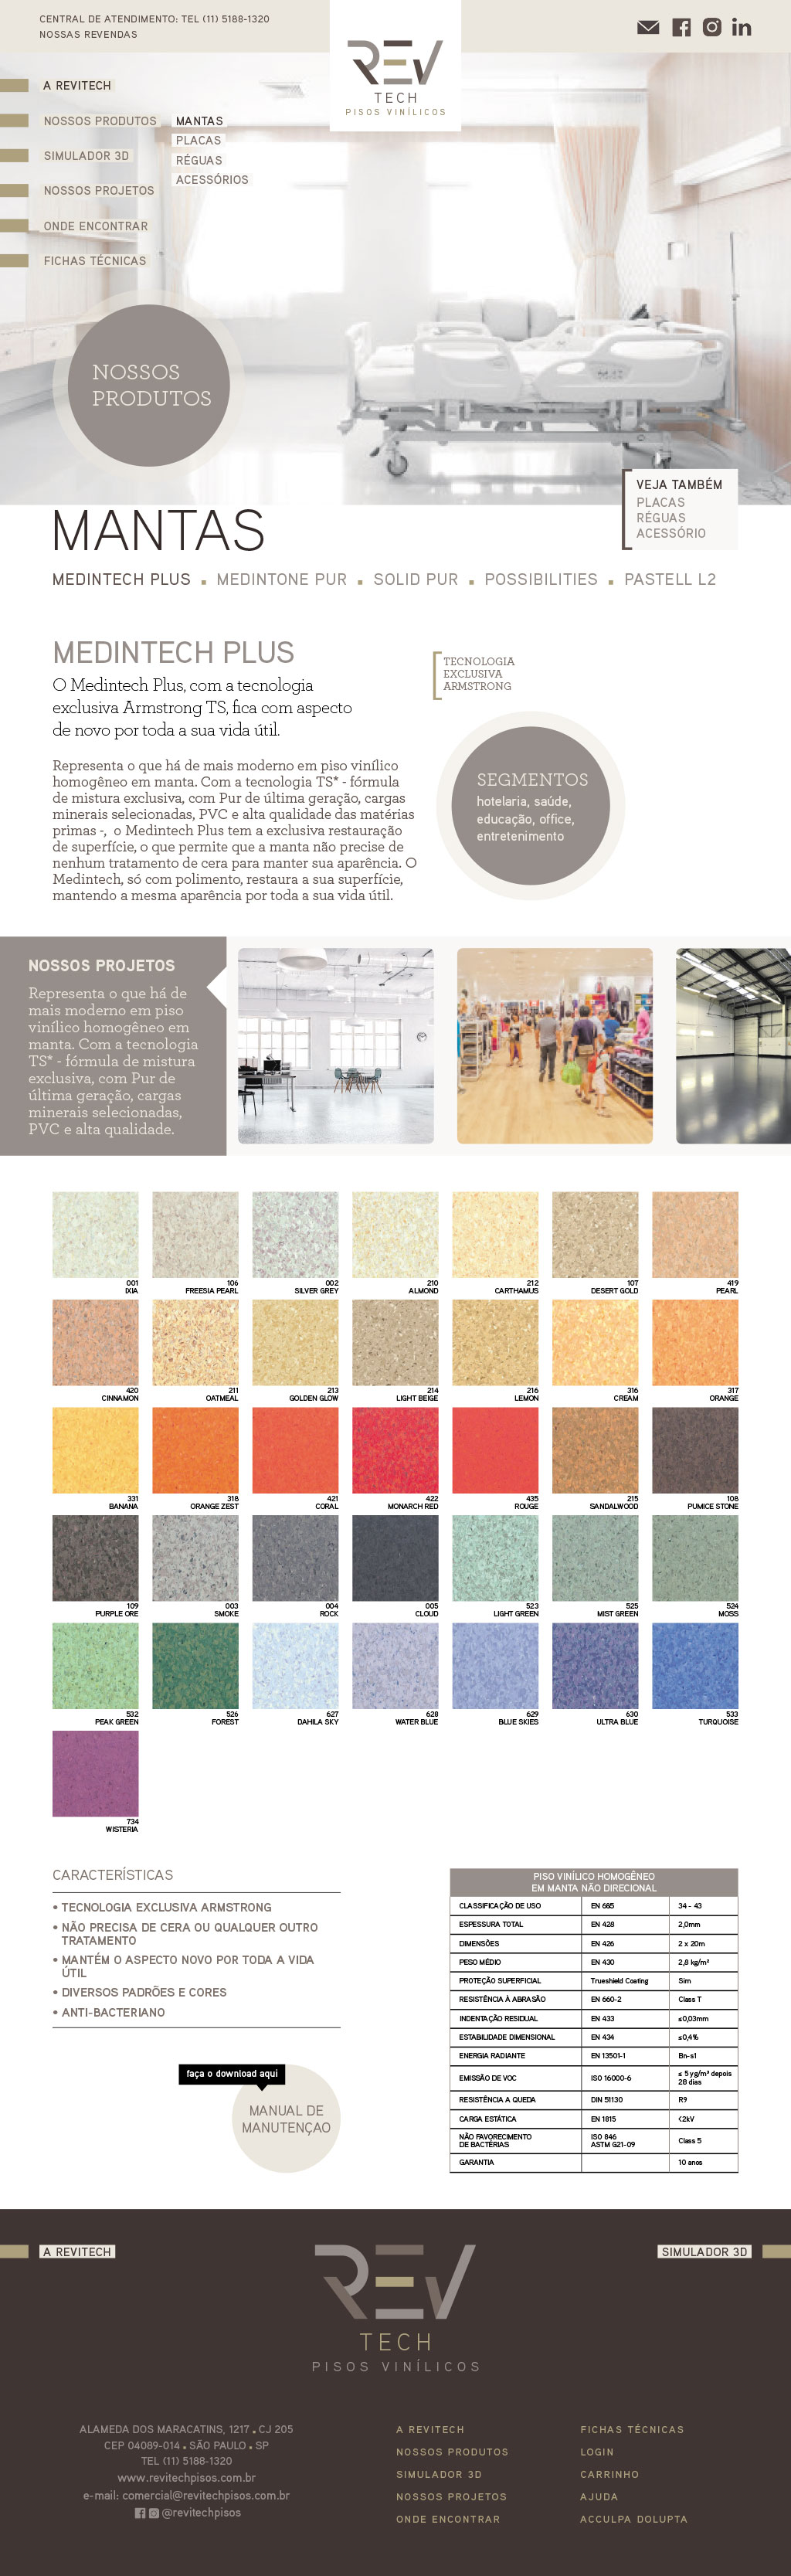 CENTRAL DE ATENDIMENTO: TEL (11) 5188-1320
NOSSAS REVENDAS
REV
TECH
PISOS VINÍLICOS
A REVITECH
NOSSOS PRODUTOS
SIMULADOR 3D
NOSSOS PROJETOS
ONDE ENCONTRAR
FICHAS TÉCNICAS
MANTAS
PLACAS
RÉGUAS
ACESSÓRIOS
NOSSOS
PRODUTOS
VEJA TAMBÉM
PLACAS
RÉGUAS
ACESSÓRIO
MANTAS
MEDINTECH PLUS ▪ MEDINTONE PUR ▪ SOLID PUR ▪ POSSIBILITIES ▪ PASTELL L2
MEDINTECH PLUS
O Medintech Plus, com a tecnologia
exclusiva Armstrong TS, fica com aspecto
de novo por toda a sua vida útil.
Representa o que há de mais moderno em piso vinílico
homogêneo em manta. Com a tecnologia TS* - fórmula
de mistura exclusiva, com Pur de última geração, cargas
minerais selecionadas, PVC e alta qualidade das matérias
primas -, o Medintech Plus tem a exclusiva restauração
de superfície, o que permite que a manta não precise de
nenhum tratamento de cera para manter sua aparência. O
Medintech, só com polimento, restaura a sua superfície,
mantendo a mesma aparência por toda a sua vida útil.
TECNOLOGIA
EXCLUSIVA
ARMSTRONG
SEGMENTOS
hotelaria, saúde,
educação, office,
entretenimento
NOSSOS PROJETOS
Representa o que há de
mais moderno em piso
vinílico homogêneo em
manta. Com a tecnologia
TS* - fórmula de mistura
exclusiva, com Pur de
última geração, cargas
minerais selecionadas,
PVC e alta qualidade.
001 106 002 210 212 107 419
IXIA FREESIA PEARL SILVER GREY ALMOND CARTHAMUS DESERT GOLD PEARL
420 211 213 214 216 316 317
CINNAMON OATMEAL GOLDEN GLOW LIGHT BEIGE LEMON CREAM ORANGE
331 318 421 422 435 215 108
BANANA ORANGE ZEST CORAL MONARCH RED ROUGE SANDALWOOD PUMICE STONE
109 003 004 005 523 525 524
PURPLE ORE SMOKE ROCK CLOUD LIGHT GREEN MIST GREEN MOSS
532 526 627 628 629 630 533
PEAK GREEN FOREST DAHILA SKY WATER BLUE BLUE SKIES ULTRA BLUE TURQUOISE
734
WISTERIA
CARACTERÍSTICAS
• TECNOLOGIA EXCLUSIVA ARMSTRONG
• NÃO PRECISA DE CERA OU QUALQUER OUTRO
TRATAMENTO
• MANTÉM O ASPECTO NOVO POR TODA A VIDA
ÚTIL
• DIVERSOS PADRÕES E CORES
• ANTI-BACTERIANO
faça o download aqui
MANUAL DE
MANUTENÇAO
PISO VINÍLICO HOMOGÊNEO
EM MANTA NÃO DIRECIONAL
CLASSIFICAÇÃO DE USO EN 685 34 - 43
ESPESSURA TOTAL EN 428 2,0mm
DIMENSÕES EN 426 2 x 20m
PESO MÉDIO EN 430 2,8 kg/m²
PROTEÇÃO SUPERFICIAL Trueshield Coating Sim
RESISTÊNCIA À ABRASÃO EN 660-2 Class T
INDENTAÇÃO RESIDUAL EN 433 ≤0,03mm
ESTABILIDADE DIMENSIONAL EN 434 ≤0,4%
ENERGIA RADIANTE EN 13501-1 Bn-s1
EMISSÃO DE VOC ISO 16000-6 ≤ 5 yg/m³ depois
28 dias
RESISTÊNCIA A QUEDA DIN 51130 R9
CARGA ESTÁTICA EN 1815 <2kV
NÃO FAVORECIMENTO
DE BACTÉRIAS ISO 846
ASTM G21-09 Class 5
GARANTIA 10 anos
A REVITECH
SIMULADOR 3D
REV
TECH
PISOS VINÍLICOS
ALAMEDA DOS MARACATINS, 1217 ▪ CJ 205
CEP 04089-014 ▪ SÃO PAULO ▪ SP
TEL (11) 5188-1320
www.revitechpisos.com.br
e-mail: comercial@revitechpisos.com.br
@revitechpisos
A REVITECH
NOSSOS PRODUTOS
SIMULADOR 3D
NOSSOS PROJETOS
ONDE ENCONTRAR
FICHAS TÉCNICAS
LOGIN
CARRINHO
AJUDA
ACCULPA DOLUPTA